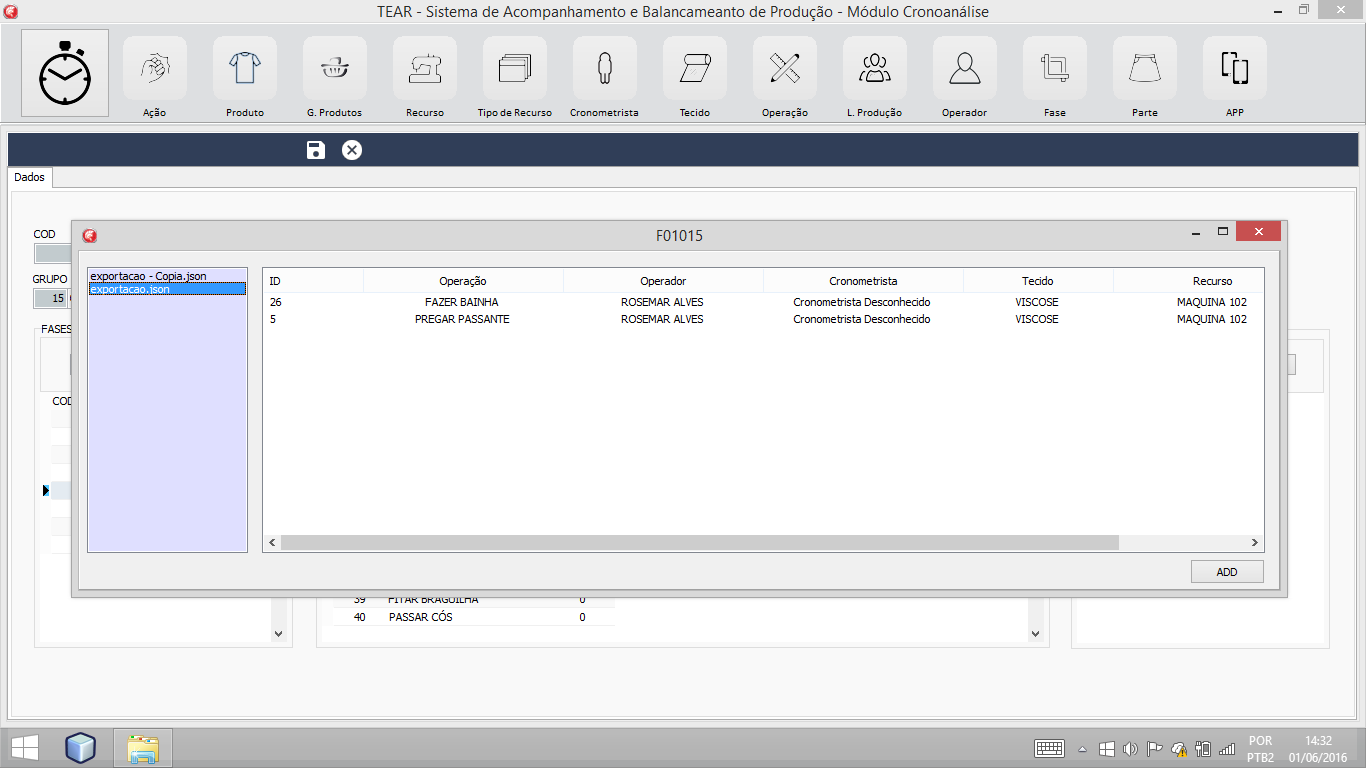 TEAR - Sistema de Acompanhamento e Balancameanto de Produção - Módulo Cronoanálise
Ação Produto G. Produtos Recurso Tipo de Recurso Cronometrista Tecido Operação L. Produção Operador Fase Parte APP
Dados
COD
F01015
GRUPO
15
FASES
COD
exportacao - Copia.json
exportacao.json
ID Operação Operador Cronometrista Tecido Recurso
26 FAZER BAINHA ROSEMAR ALVES Cronometrista Desconhecido VISCOSE MAQUINA 102
5 PREGAR PASSANTE ROSEMAR ALVES Cronometrista Desconhecido VISCOSE MAQUINA 102
ADD
39 FITAR BRAGUILHA 0
40 PASSAR CÓS 0
POR 14:32
PTB2 01/06/2016